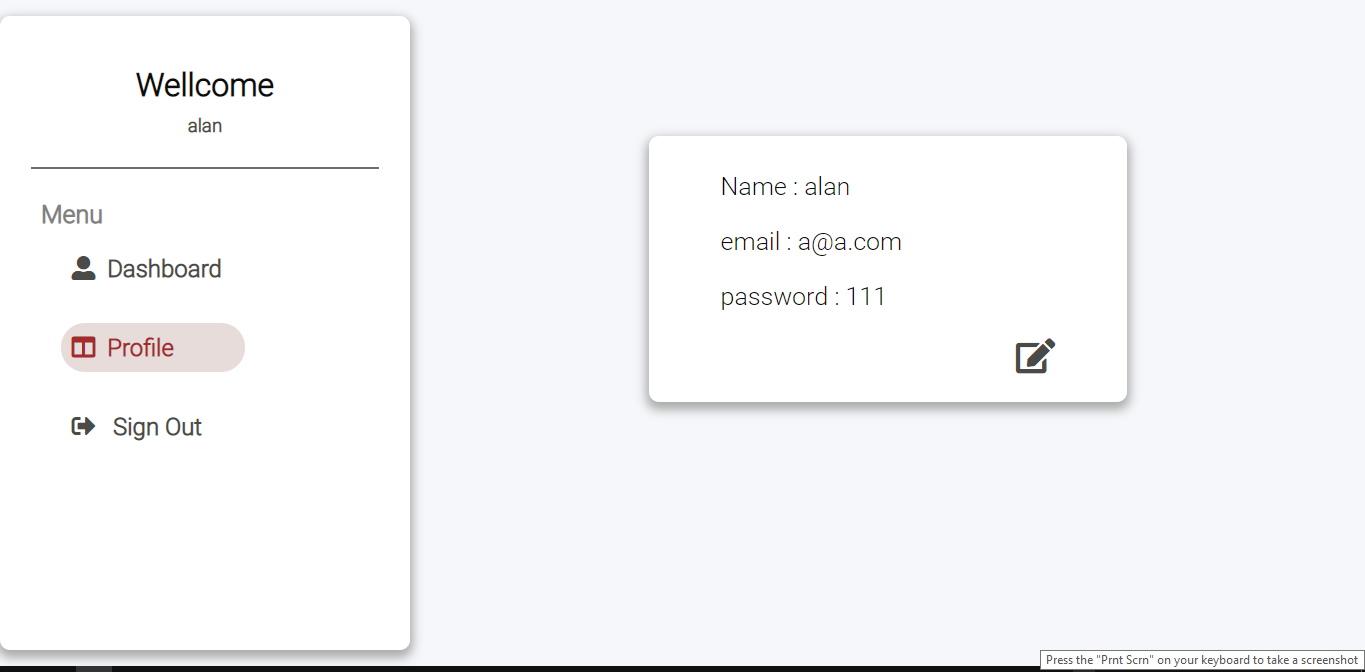 Wellcome
alan
Menu
Dashboard
Profile
Sign Out
Name : alan
email : a@a.com
password : 111
Press the "Prnt Scrn" on your keyboard to take a screenshot